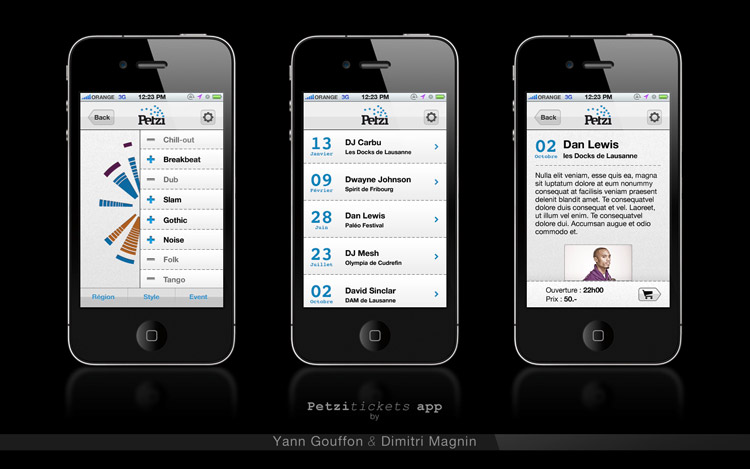 ORANGE 3G 12:23 PM
Back
Petzi
Chill-out
Breakbeat
Dub
Slam
Gothic
Noise
Folk
Tango
Région Style Event
ORANGE 3G 12:23 PM
Petzi
13 DJ Carbu
Janvier Les Docks de Lausanne
09 Dwayne Johnson
Février Spirit de Fribourg
28 Dan Lewis
Juin Paléo Festival
23 DJ Mesh
Juillet Olympia de Cudrefin
02 David Sinclar
Octobre DAM de Lausanne
ORANGE 3G 12:23 PM
Back
Petzi
02 Dan Lewis
Octobre les Docks de Lausanne
Nulla elit veniam, esse quis ea, magna
sit luptatum dolore at eum nonummy
consequat at facilisis veniam praesent
delenit blandit amet. Te consequatvel
dolore duis consequat et vel. Laoreet,
ut illum vel enim. Te consequatvel
dolore dui. Accumsan augue et odio
commodo et.
Ouverture : 22h00
Prix : 50.-
Petzitickets app
by
Yann Gouffon & Dimitri Magnin